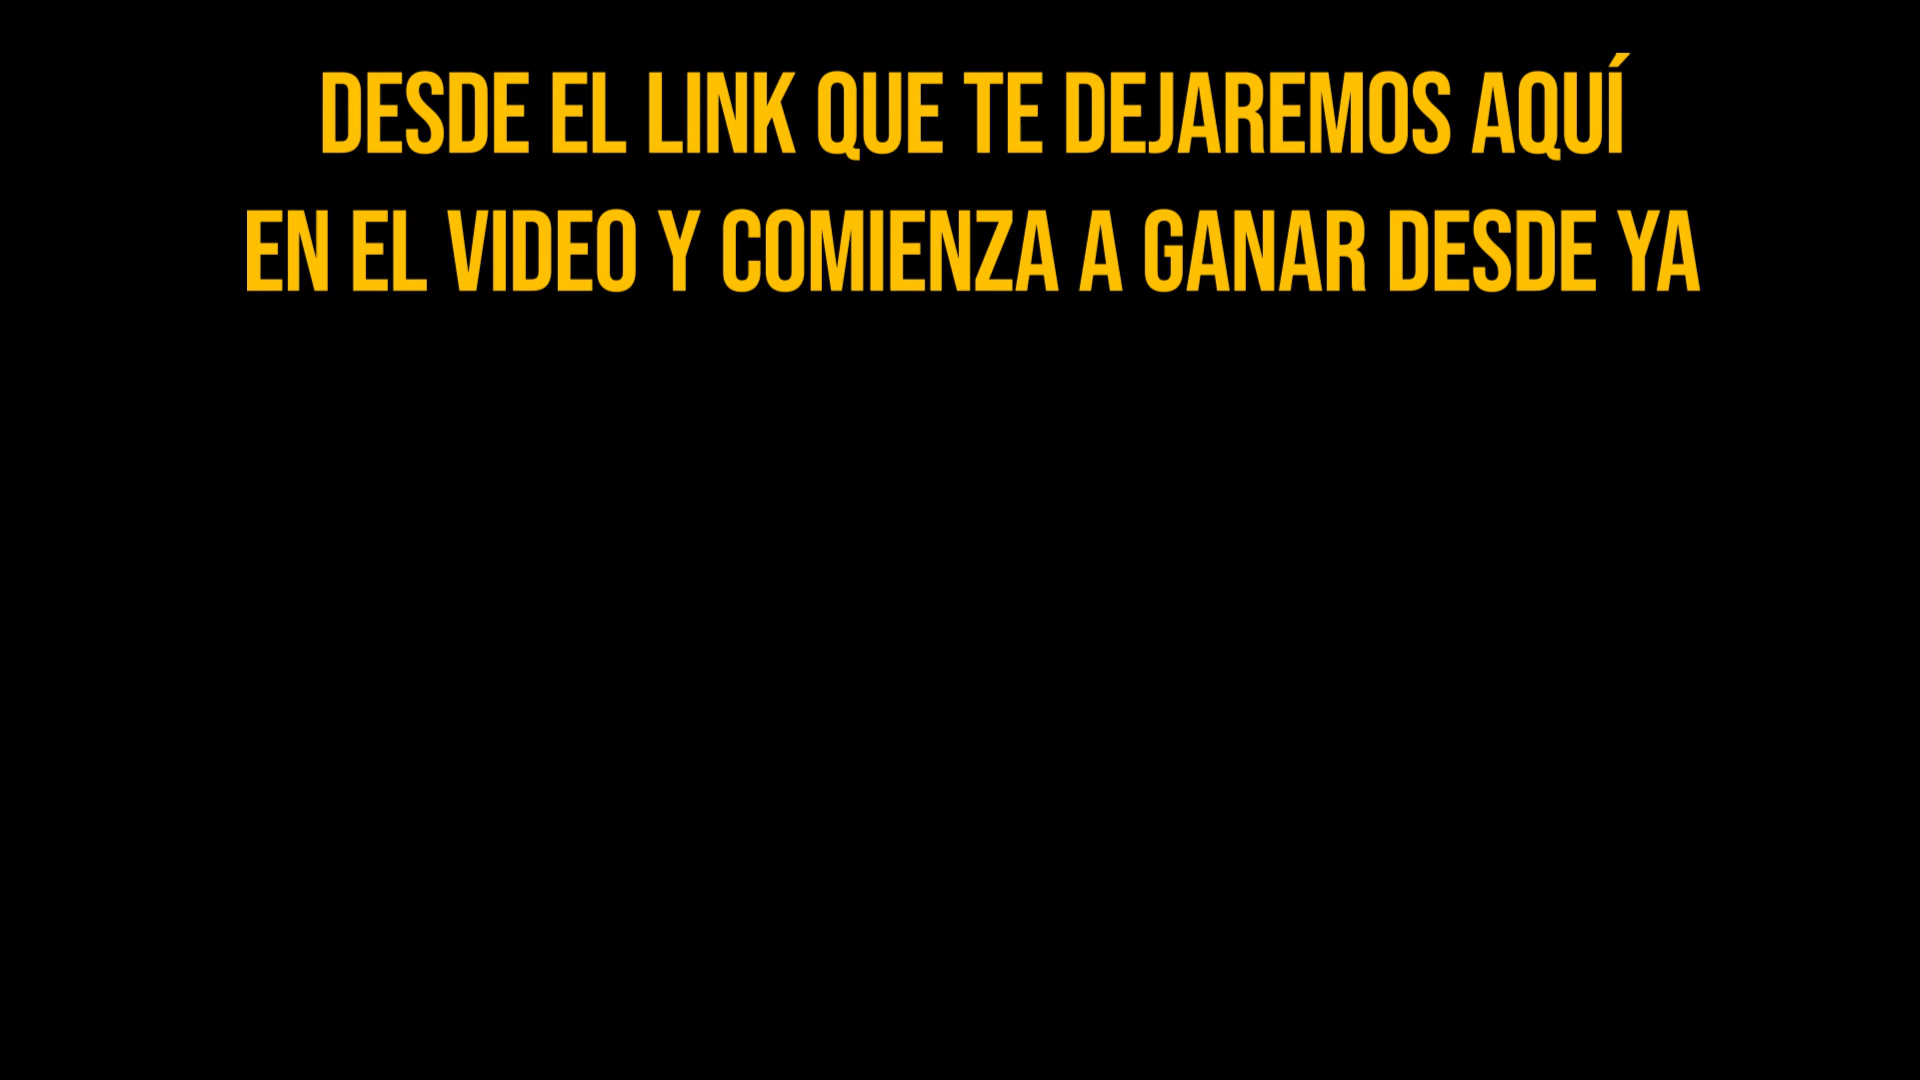 DESDE EL LINK QUE TE DEJAREMOS AQUÍ
EN EL VIDEO Y COMIENZA A GANAR DESDE YA